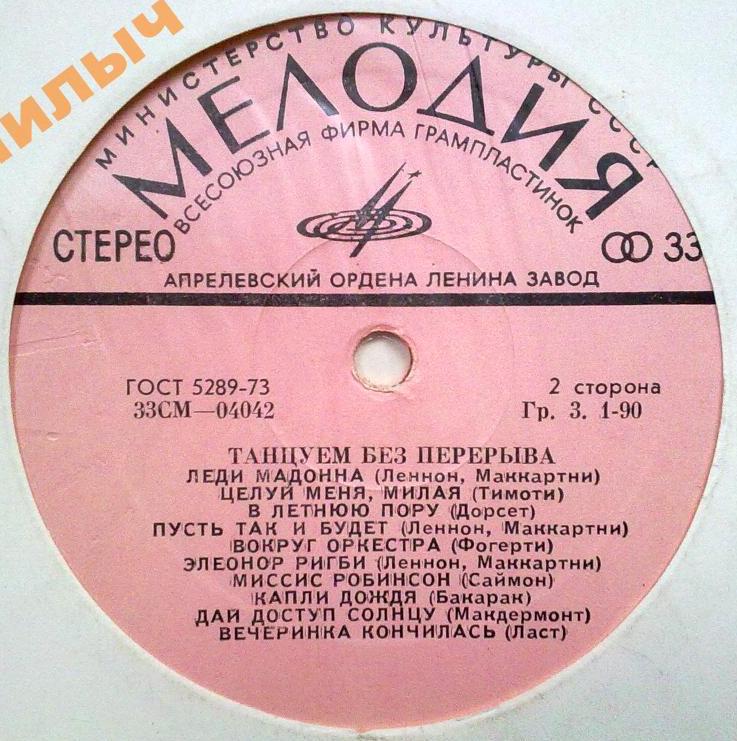 МИНИСТЕРСТВО КУЛЬТУРЫ СССР
МЕЛОДИЯ
ВСЕСОЮЗНАЯ ФИРМА ГРАМПЛАСТИНОК
СТЕРЕО 33
АПРЕЛЕВСКИЙ ОРДЕНА ЛЕНИНА ЗАВОД
ГОСТ 5289-73 2 сторона
33СМ—04042 Гр. 3. 1-90
ТАНЦУЕМ БЕЗ ПЕРЕРЫВА
ЛЕДИ МАДОННА (Леннон, Маккартни)
ЦЕЛУЙ МЕНЯ, МИЛАЯ (Тимоти)
В ЛЕТНЮЮ ПОРУ (Дорсет)
ПУСТЬ ТАК И БУДЕТ (Леннон, Маккартни)
ВОКРУГ ОРКЕСТРА (Фогерти)
ЭЛЕОНОР РИГБИ (Леннон, Маккартни)
МИССИС РОБИНСОН (Саймон)
КАПЛИ ДОЖДЯ (Бакарак)
ДАЙ ДОСТУП СОЛНЦУ (Макдермонт)
ВЕЧЕРИНКА КОНЧИЛАСЬ (Ласт)